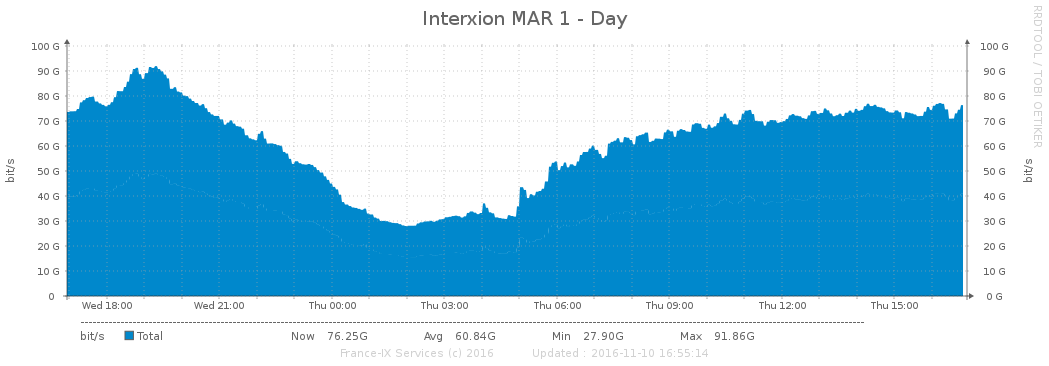 Interxion MAR 1 - Day
RRDTOOL / TOBI OETIKER
100 G 100 G
90 G 90 G
80 G 80 G
70 G 70 G
60 G 60 G
50 G 50 G
40 G 40 G
30 G 30 G
20 G 20 G
10 G 10 G
0 0 G
bit/s bit/s
Wed 18:00 Wed 21:00 Thu 00:00 Thu 03:00 Thu 06:00 Thu 09:00 Thu 12:00 Thu 15:00
bit/s Total Now 76.25G Avg 60.84G Min 27.90G Max 91.86G
France-IX Services (c) 2016 Updated : 2016-11-10 16:55:14